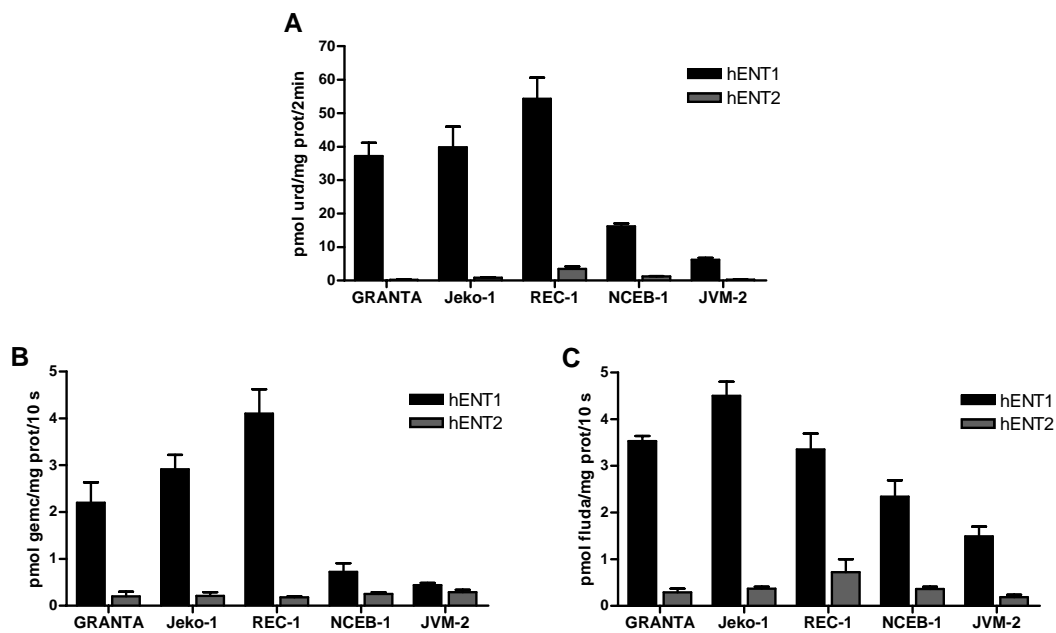 A
pmol urd/mg prot/2min
70
60
50
40
30
20
10
0
hENT1
hENT2
GRANTA Jeko-1 REC-1 NCEB-1 JVM-2
B
pmol gemc/mg prot/10 s
5
4
3
2
1
0
hENT1
hENT2
GRANTA Jeko-1 REC-1 NCEB-1 JVM-2
C
pmol fluda/mg prot/10 s
5
4
3
2
1
0
hENT1
hENT2
GRANTA Jeko-1 REC-1 NCEB-1 JVM-2